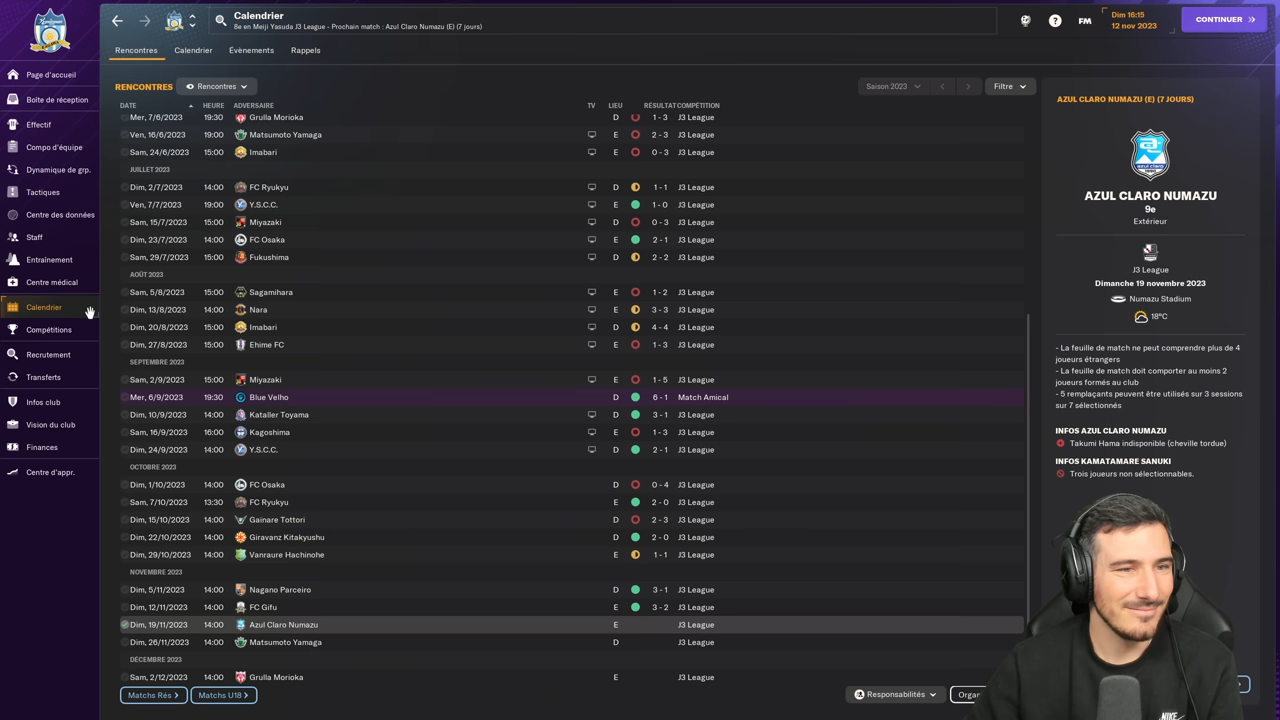 Calendrier
8e en Meiji Yasuda J3 League - Prochain match : Azul Claro Numazu (E) (7 jours)
FM
Dim 16:15
12 nov 2023
CONTINUER
Rencontres
Calendrier
Évènements
Rappels
Page d'accueil
Boîte de réception
Effectif
Compo d'équipe
Dynamique de grp.
Tactiques
Centre des données
Staff
Entraînement
Centre médical
Calendrier
Compétitions
Recrutement
Transferts
Infos club
Vision du club
Finances
Centre d'appr.
RENCONTRES
Rencontres
Saison 2023
Filtre
DATE HEURE ADVERSAIRE TV LIEU RÉSULTAT COMPÉTITION
Mer, 7/6/2023 19:30 Grulla Morioka D 1 - 3 J3 League
Ven, 16/6/2023 19:00 Matsumoto Yamaga E 2 - 3 J3 League
Sam, 24/6/2023 15:00 Imabari E 0 - 3 J3 League
JUILLET 2023
Dim, 2/7/2023 14:00 FC Ryukyu D 1 - 1 J3 League
Ven, 7/7/2023 19:00 Y.S.C.C. E 1 - 0 J3 League
Sam, 15/7/2023 15:00 Miyazaki D 0 - 3 J3 League
Dim, 23/7/2023 14:00 FC Osaka E 2 - 1 J3 League
Sam, 29/7/2023 15:00 Fukushima D 2 - 2 J3 League
AOÛT 2023
Sam, 5/8/2023 15:00 Sagamihara E 1 - 2 J3 League
Dim, 13/8/2023 14:00 Nara E 3 - 3 J3 League
Dim, 20/8/2023 15:00 Imabari D 4 - 4 J3 League
Dim, 27/8/2023 15:00 Ehime FC E 1 - 3 J3 League
SEPTEMBRE 2023
Sam, 2/9/2023 15:00 Miyazaki E 1 - 5 J3 League
Mer, 6/9/2023 19:30 Blue Velho D 6 - 1 Match Amical
Dim, 10/9/2023 14:00 Kataller Toyama D 3 - 1 J3 League
Sam, 16/9/2023 16:00 Kagoshima E 1 - 3 J3 League
Dim, 24/9/2023 14:00 Y.S.C.C. D 2 - 1 J3 League
OCTOBRE 2023
Dim, 1/10/2023 14:00 FC Osaka D 0 - 4 J3 League
Sam, 7/10/2023 13:30 FC Ryukyu E 2 - 0 J3 League
Dim, 15/10/2023 14:00 Gainare Tottori D 2 - 3 J3 League
Dim, 22/10/2023 14:00 Giravanz Kitakyushu D 2 - 0 J3 League
Dim, 29/10/2023 14:00 Vanraure Hachinohe E 1 - 1 J3 League
NOVEMBRE 2023
Dim, 5/11/2023 14:00 Nagano Parceiro D 3 - 1 J3 League
Dim, 12/11/2023 14:00 FC Gifu E 3 - 2 J3 League
Dim, 19/11/2023 14:00 Azul Claro Numazu E J3 League
Dim, 26/11/2023 14:00 Matsumoto Yamaga D J3 League
DÉCEMBRE 2023
Sam, 2/12/2023 14:00 Grulla Morioka E J3 League
Matchs Rés
Matchs U18
Responsabilités
AZUL CLARO NUMAZU (E) (7 JOURS)
AZUL CLARO NUMAZU
9e
Extérieur
J3 League
Dimanche 19 novembre 2023
Numazu Stadium
18°C
- La feuille de match ne peut comprendre plus de 4
joueurs étrangers
- La feuille de match doit comporter au moins 2
joueurs formés au club
- 5 remplaçants peuvent être utilisés sur 3 sessions
sur 7 sélectionnés
INFOS AZUL CLARO NUMAZU
Takumi Hama indisponible (cheville tordue)
INFOS KAMATAMARE SANUKI
Trois joueurs non sélectionnables.
NIKE